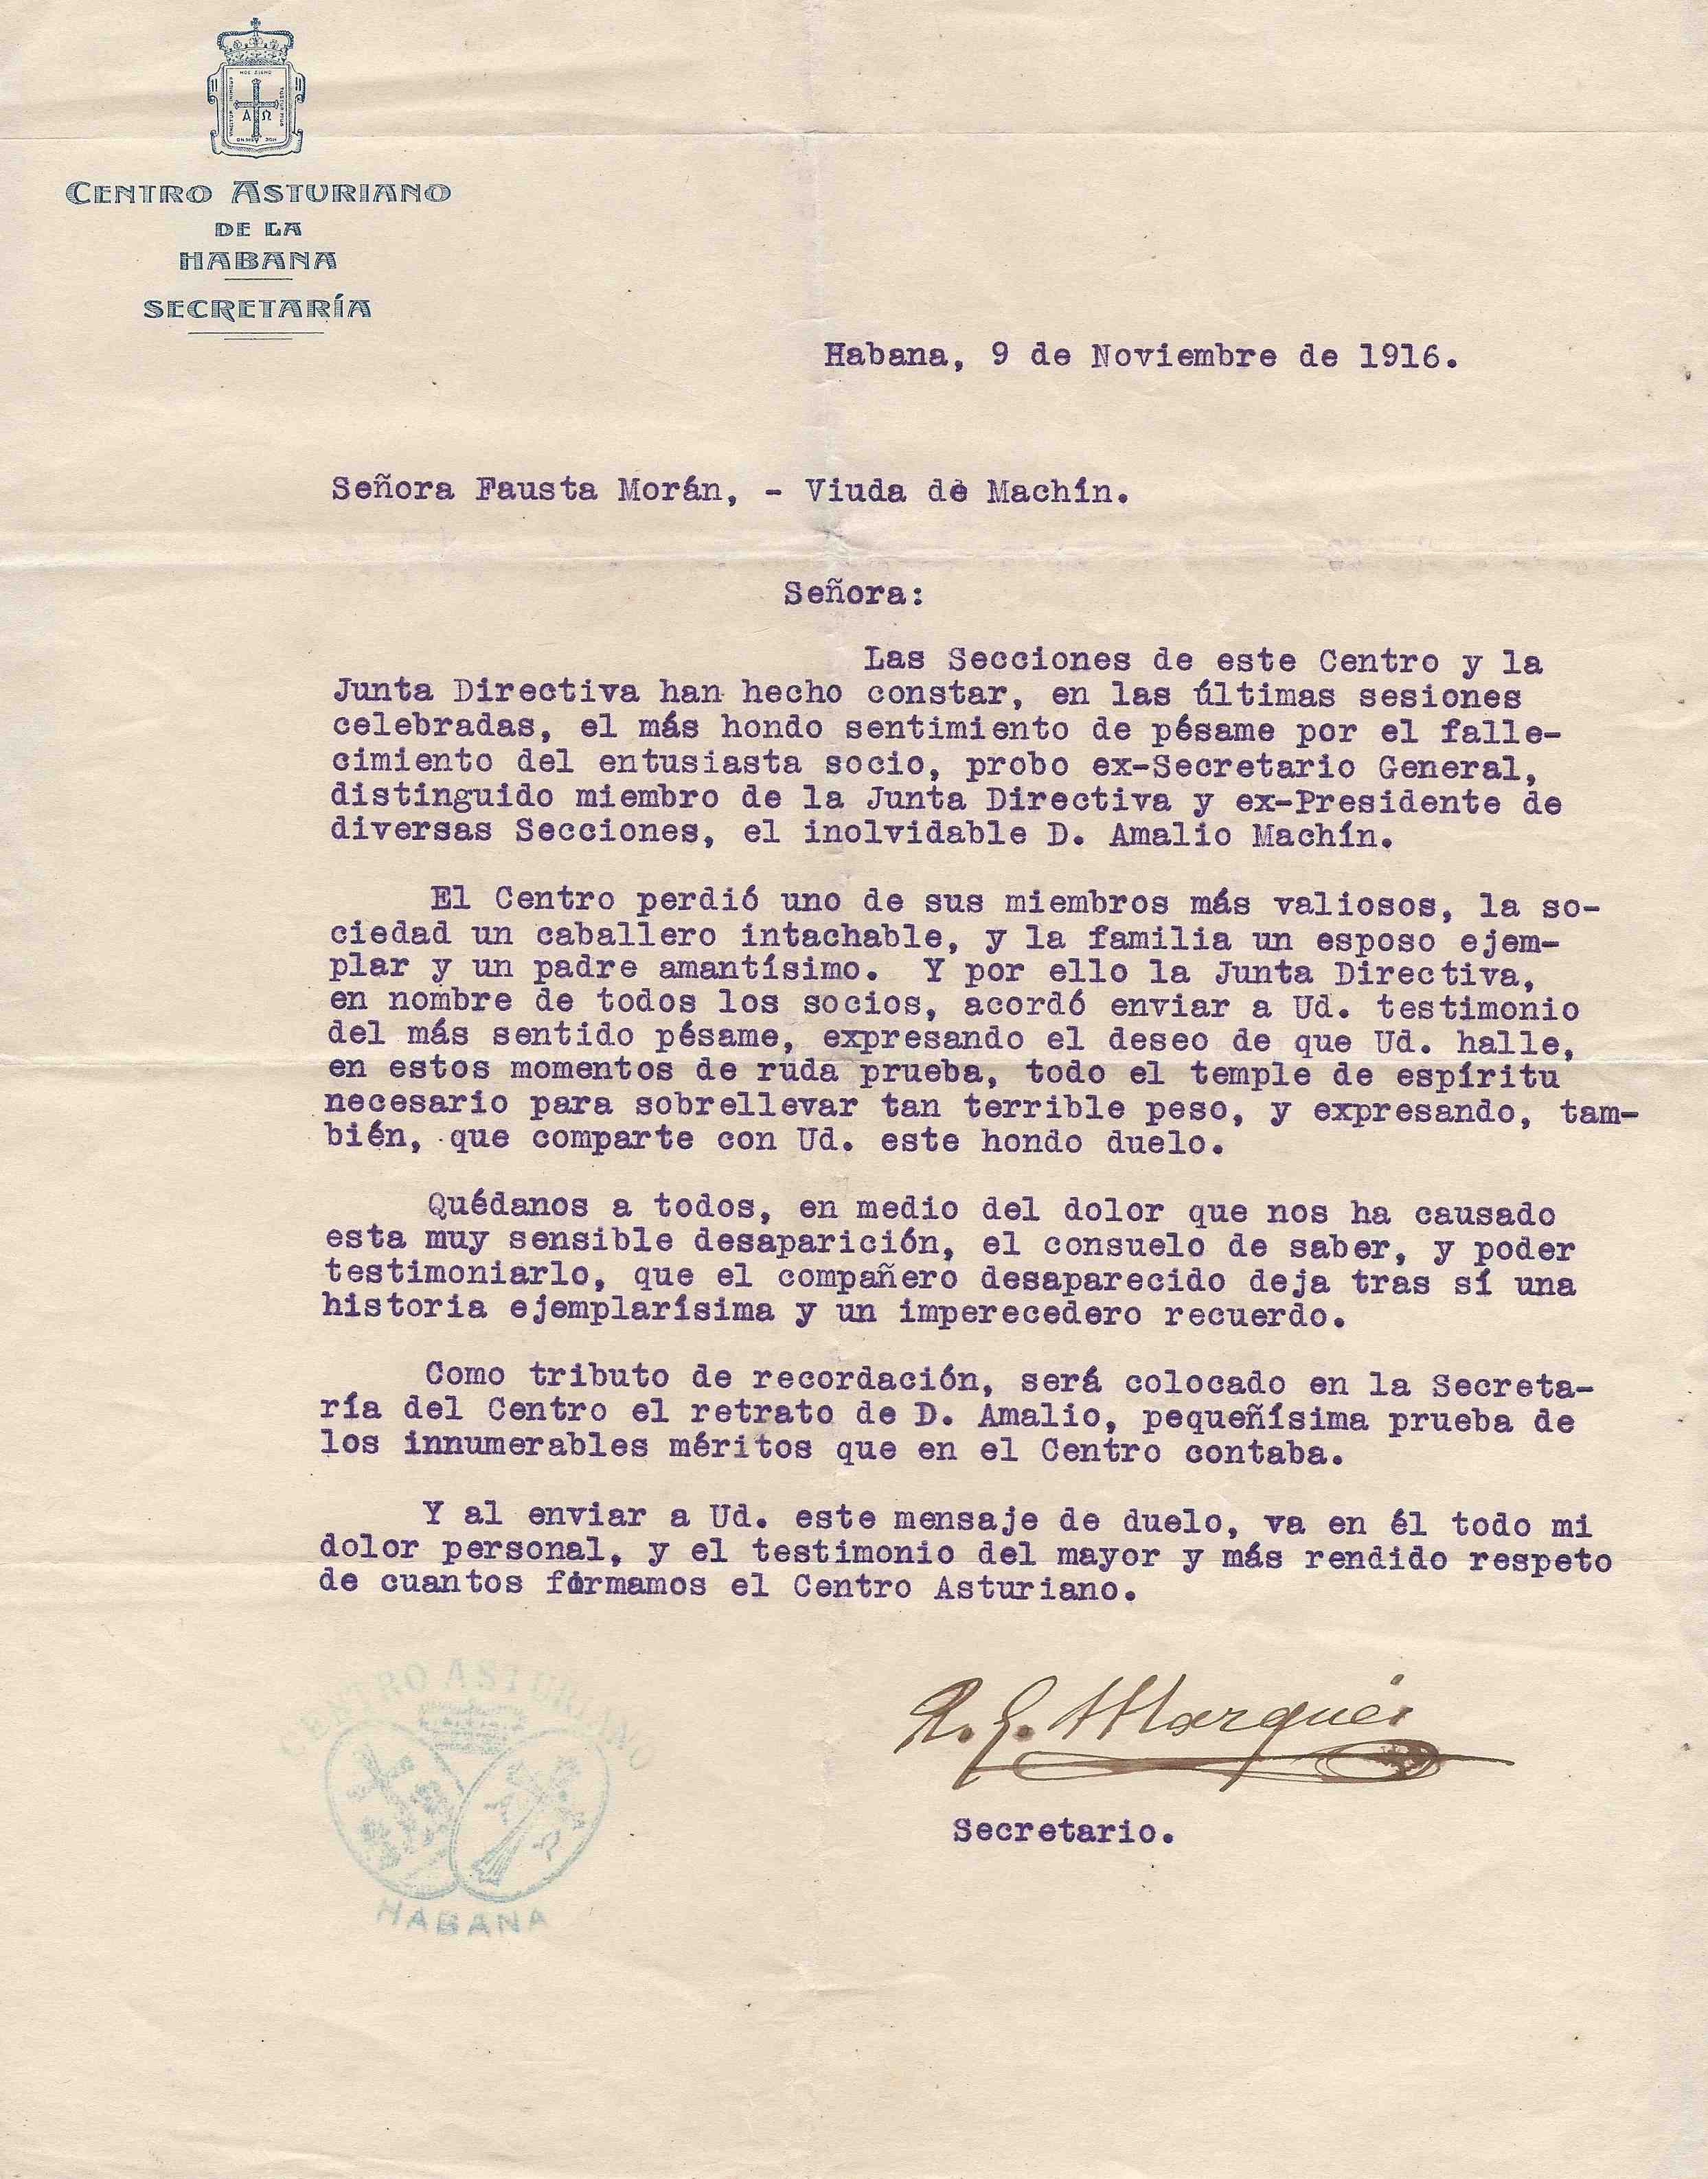 CENTRO ASTURIANO
DE LA
HABANA
SECRETARÍA
Habana, 9 de Noviembre de 1916.
Señora Fausta Morán, - Viuda de Machín.
Señora:
Las Secciones de este Centro y la
Junta Directiva han hecho constar, en las últimas sesiones
celebradas, el más hondo sentimiento de pésame por el falle-
cimiento del entusiasta socio, probo ex-Secretario General,
distinguido miembro de la Junta Directiva y ex-Presidente de
diversas Secciones, el inolvidable D. Amalio Machín.
El Centro perdió uno de sus miembros más valiosos, la so-
ciedad un caballero intachable, y la familia un esposo ejem-
plar y un padre amantísimo. Y por ello la Junta Directiva,
en nombre de todos los socios, acordó enviar a Ud. testimonio
del más sentido pésame, expresando el deseo de que Ud. halle,
en estos momentos de ruda prueba, todo el temple de espíritu
necesario para sobrellevar tan terrible peso, y expresando, tam-
bién, que comparte con Ud. este hondo duelo.
Quédanos a todos, en medio del dolor que nos ha causado
esta muy sensible desaparición, el consuelo de saber, y poder
testimoniarlo, que el compañero desaparecido deja tras sí una
historia ejemplarísima y un imperecedero recuerdo.
Como tributo de recordación, será colocado en la Secreta-
ría del Centro el retrato de D. Amalio, pequeñísima prueba de
los innumerables méritos que en el Centro contaba.
Y al enviar a Ud. este mensaje de duelo, va en él todo mi
dolor personal, y el testimonio del mayor y más rendido respeto
de cuantos formamos el Centro Asturiano.
R. G. Marqués
Secretario.
CENTRO ASTURIANO
HABANA